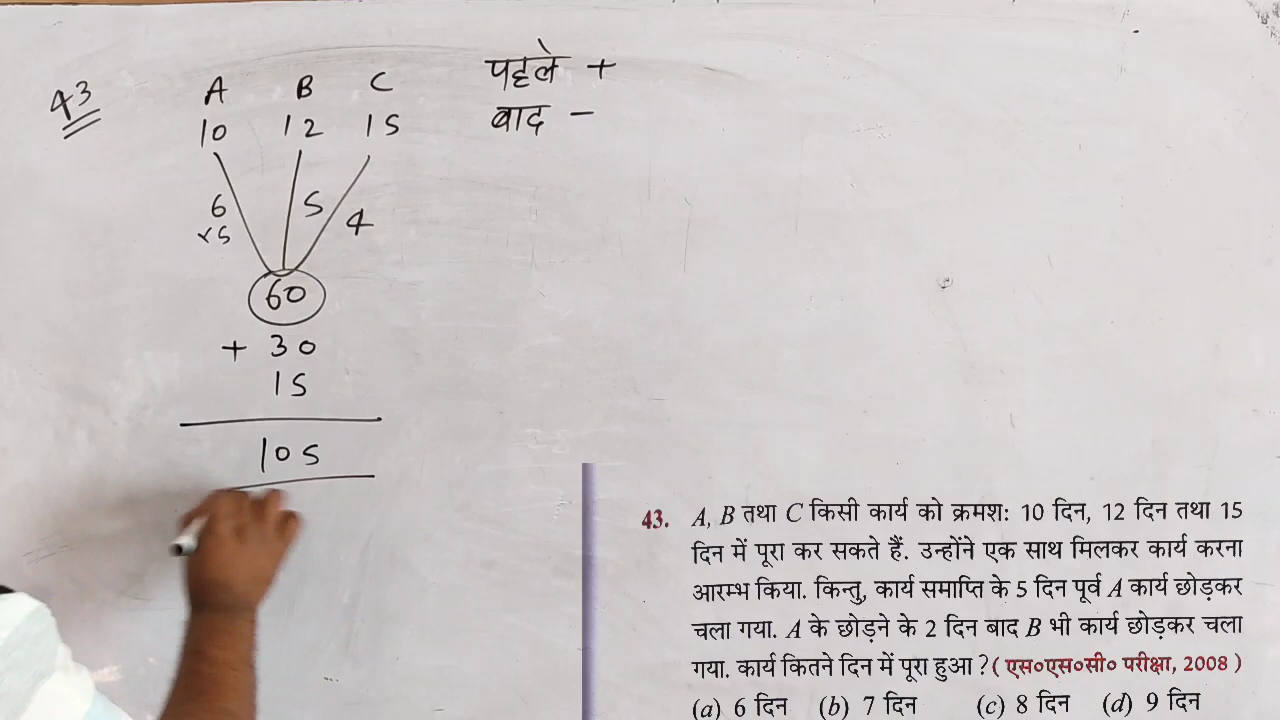 43
A B C
10 12 15
पहले +
बाद -
6 5 4
x5
60
+ 30
15
105
43. A, B तथा C किसी कार्य को क्रमश: 10 दिन, 12 दिन तथा 15
दिन में पूरा कर सकते हैं. उन्होंने एक साथ मिलकर कार्य करना
आरम्भ किया. किन्तु, कार्य समाप्ति के 5 दिन पूर्व A कार्य छोड़कर
चला गया. A के छोड़ने के 2 दिन बाद B भी कार्य छोड़कर चला
गया. कार्य कितने दिन में पूरा हुआ ? ( एस०एस०सी० परीक्षा, 2008 )
(a) 6 दिन (b) 7 दिन (c) 8 दिन (d) 9 दिन